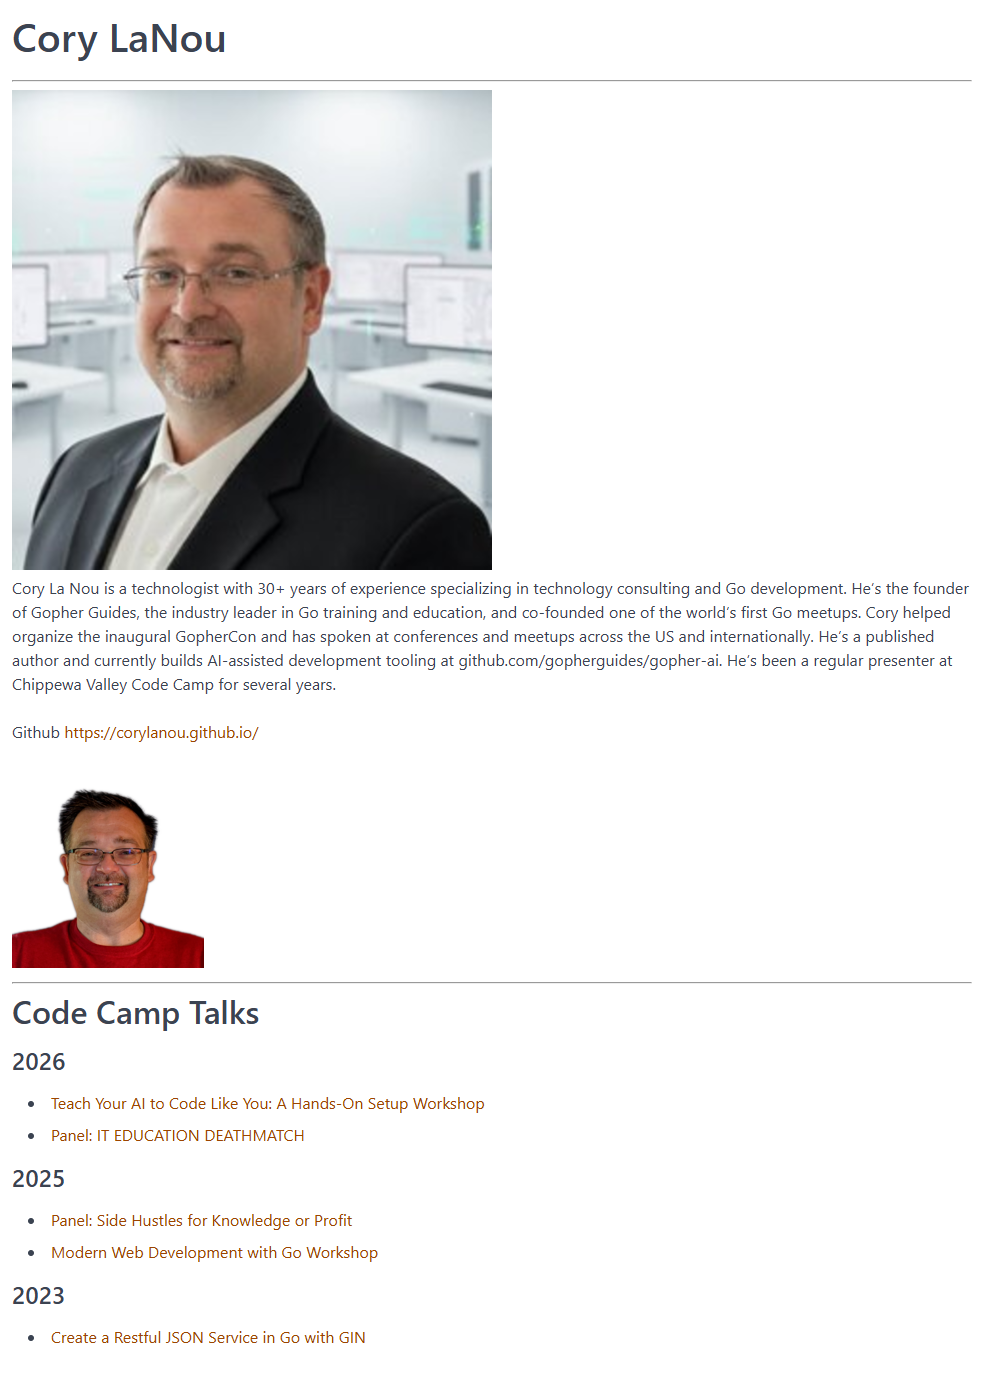 Cory LaNou
Cory La Nou is a technologist with 30+ years of experience specializing in technology consulting and Go development. He’s the founder
of Gopher Guides, the industry leader in Go training and education, and co-founded one of the world’s first Go meetups. Cory helped
organize the inaugural GopherCon and has spoken at conferences and meetups across the US and internationally. He’s a published
author and currently builds AI-assisted development tooling at github.com/gopherguides/gopher-ai. He’s been a regular presenter at
Chippewa Valley Code Camp for several years.
Github https://corylanou.github.io/
Code Camp Talks
2026
Teach Your AI to Code Like You: A Hands-On Setup Workshop
Panel: IT EDUCATION DEATHMATCH
2025
Panel: Side Hustles for Knowledge or Profit
Modern Web Development with Go Workshop
2023
Create a Restful JSON Service in Go with GIN